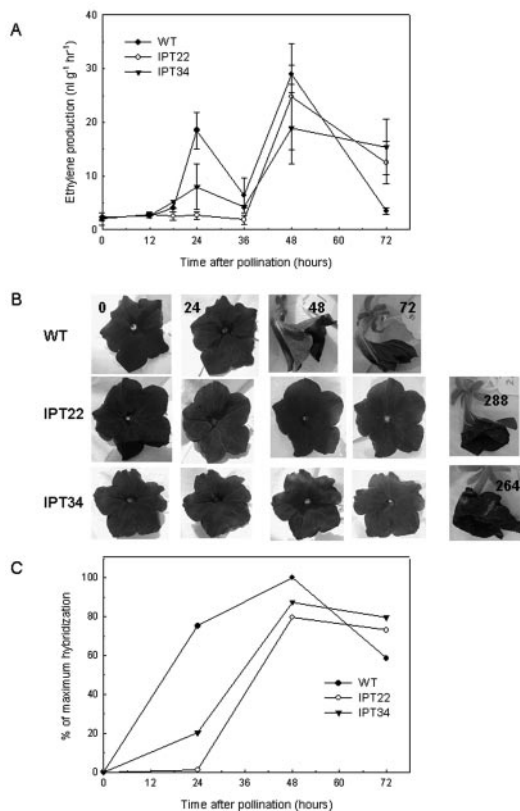 A
Ethylene production (nl g⁻¹ hr⁻¹)
40
30
20
10
0
WT
IPT22
IPT34
0 12 24 36 48 60 72
Time after pollination (hours)
B
0 24 48 72
WT
IPT22
288
IPT34
264
C
% of maximum hybridization
100
80
60
40
20
0
WT
IPT22
IPT34
0 12 24 36 48 60 72
Time after pollination (hours)